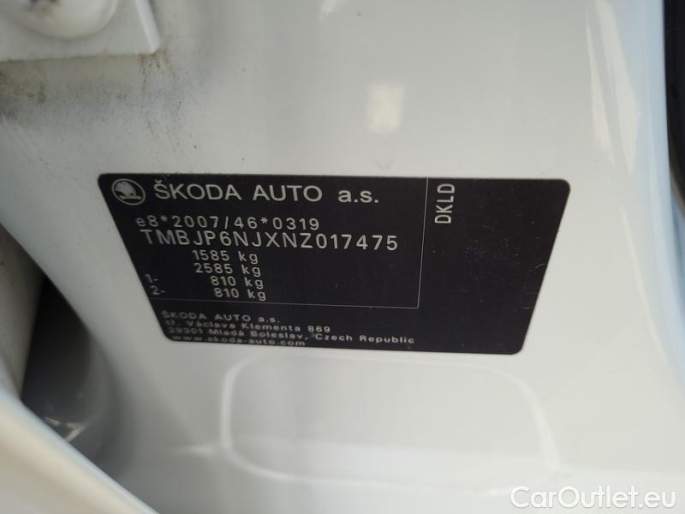 ŠKODA AUTO a.s.
e8*2007/46*0319
TMBJP6NJXNZ017475
1585 kg
2585 kg
1- 810 kg
2- 810 kg
ŠKODA AUTO a.s.
tř. Václava Klementa 869
29301 Mladá Boleslav, Czech Republic
www.skoda-auto.com
DKLD
CarOutlet.eu